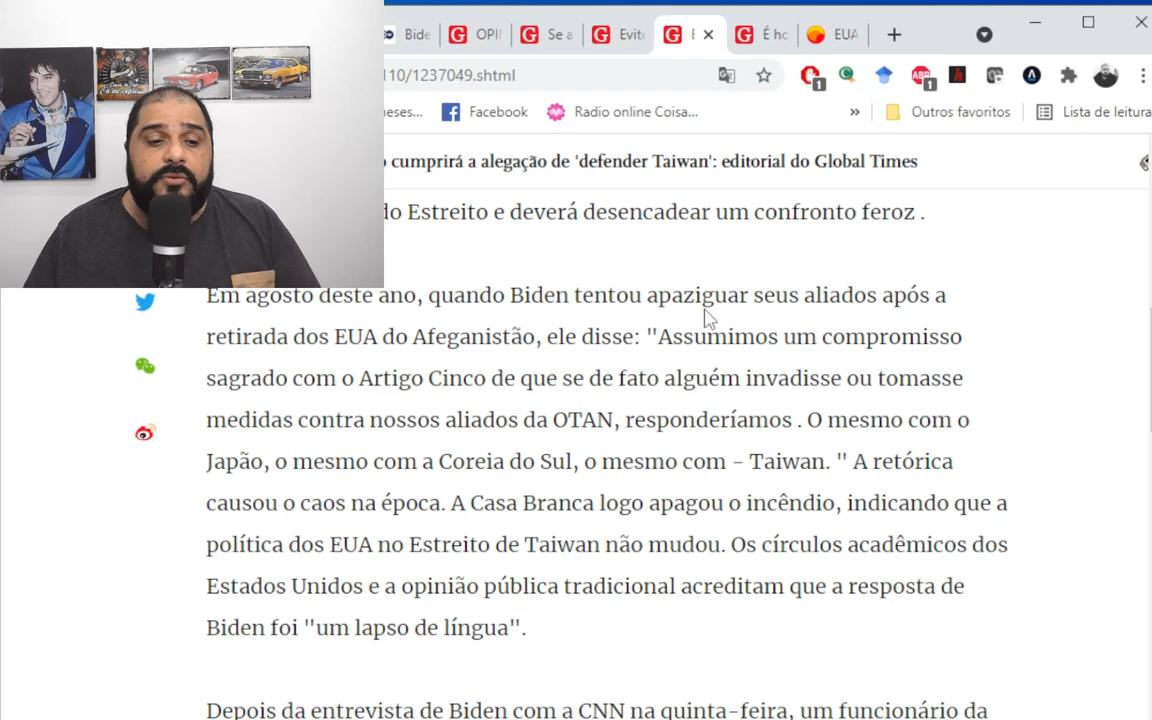 Bide
OPI
Se a
Evite
E
É ho
EUA
110/1237049.shtml
1
1
neses...
Facebook
Radio online Coisa...
»
Outros favoritos
Lista de leitura
cumprirá a alegação de 'defender Taiwan': editorial do Global Times
do Estreito e deverá desencadear um confronto feroz .
Em agosto deste ano, quando Biden tentou apaziguar seus aliados após a
retirada dos EUA do Afeganistão, ele disse: "Assumimos um compromisso
sagrado com o Artigo Cinco de que se de fato alguém invadisse ou tomasse
medidas contra nossos aliados da OTAN, responderíamos . O mesmo com o
Japão, o mesmo com a Coreia do Sul, o mesmo com - Taiwan. " A retórica
causou o caos na época. A Casa Branca logo apagou o incêndio, indicando que a
política dos EUA no Estreito de Taiwan não mudou. Os círculos acadêmicos dos
Estados Unidos e a opinião pública tradicional acreditam que a resposta de
Biden foi "um lapso de língua".
Depois da entrevista de Biden com a CNN na quinta-feira, um funcionário da